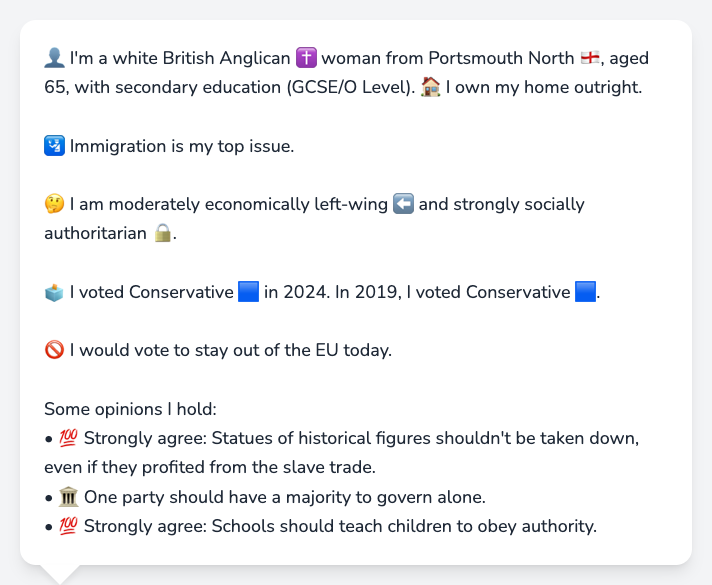 👤 I'm a white British Anglican ✝️ woman from Portsmouth North 🏴󠁧󠁢󠁥󠁮󠁧󠁿, aged
65, with secondary education (GCSE/O Level). 🏠 I own my home outright.
🛂 Immigration is my top issue.
🤔 I am moderately economically left-wing ⬅️ and strongly socially
authoritarian 🔒.
🗳️ I voted Conservative 🟦 in 2024. In 2019, I voted Conservative 🟦.
🚫 I would vote to stay out of the EU today.
Some opinions I hold:
• 💯 Strongly agree: Statues of historical figures shouldn't be taken down,
even if they profited from the slave trade.
• 🏛️ One party should have a majority to govern alone.
• 💯 Strongly agree: Schools should teach children to obey authority.